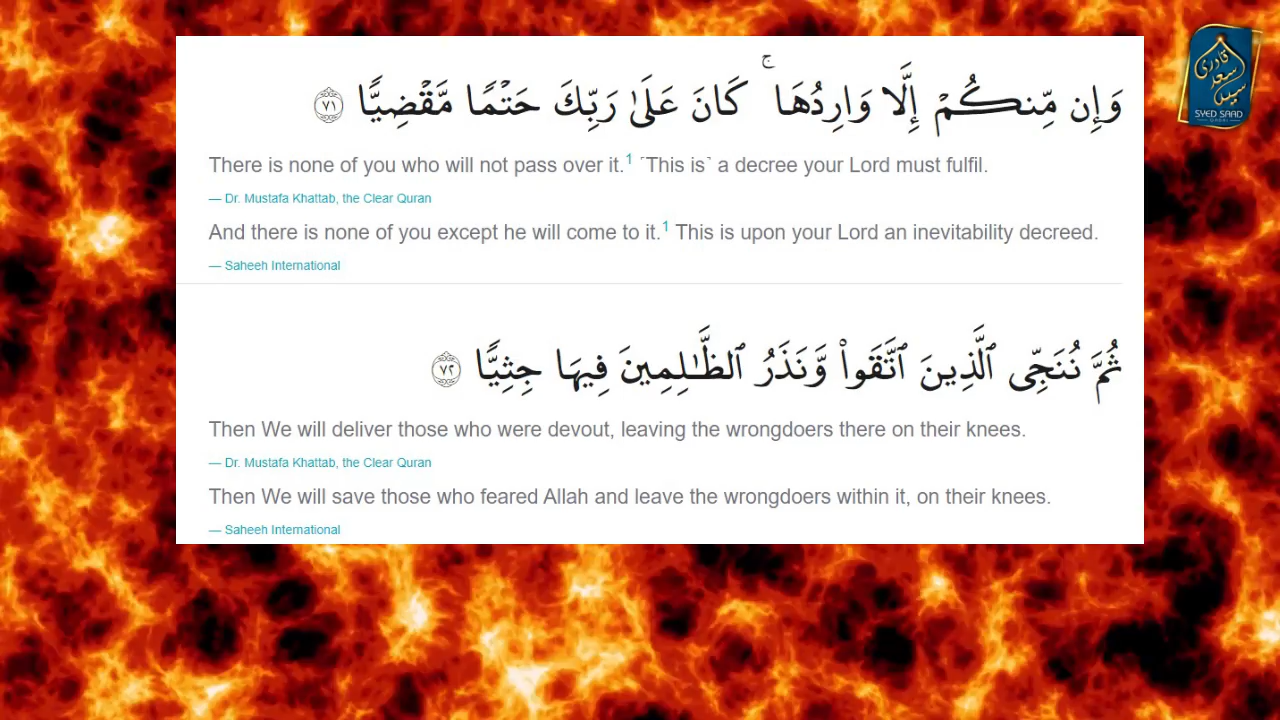 وَإِن مِّنكُمْ إِلَّا وَارِدُهَا ۚ كَانَ عَلَىٰ رَبِّكَ حَتْمًا مَّقْضِيًّا ٧١
There is none of you who will not pass over it.¹ ˹This is˺ a decree your Lord must fulfil.
— Dr. Mustafa Khattab, the Clear Quran
And there is none of you except he will come to it.¹ This is upon your Lord an inevitability decreed.
— Saheeh International
ثُمَّ نُنَجِّى ٱلَّذِينَ ٱتَّقَوا۟ وَّنَذَرُ ٱلظَّـٰلِمِينَ فِيهَا جِثِيًّا ٧٢
Then We will deliver those who were devout, leaving the wrongdoers there on their knees.
— Dr. Mustafa Khattab, the Clear Quran
Then We will save those who feared Allah and leave the wrongdoers within it, on their knees.
— Saheeh International
قادری
سعد
سید
SYED SAAD